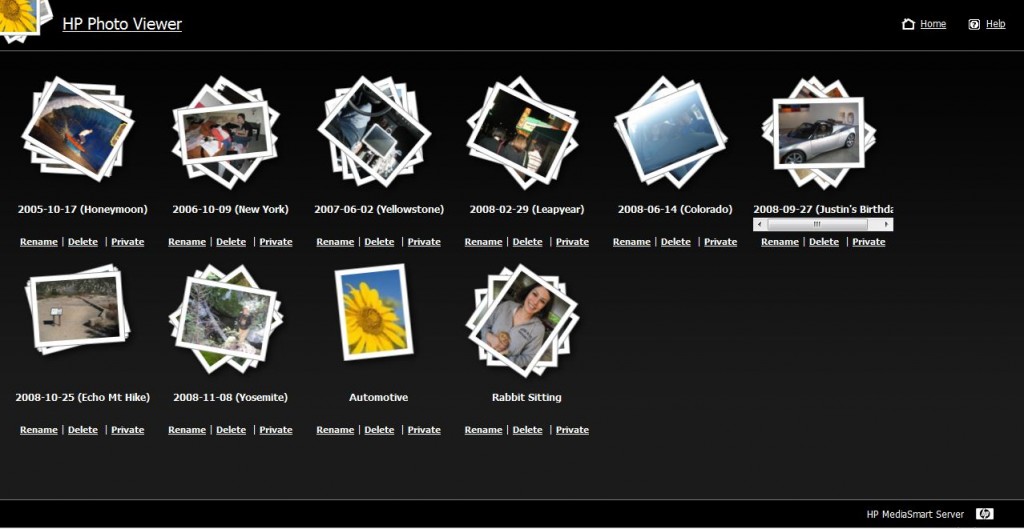 HP Photo Viewer
Home
Help
2005-10-17 (Honeymoon)
2006-10-09 (New York)
2007-06-02 (Yellowstone)
2008-02-29 (Leapyear)
2008-06-14 (Colorado)
2008-09-27 (Justin's Birthda
Rename | Delete | Private
Rename | Delete | Private
Rename | Delete | Private
Rename | Delete | Private
Rename | Delete | Private
Rename | Delete | Private
2008-10-25 (Echo Mt Hike)
2008-11-08 (Yosemite)
Automotive
Rabbit Sitting
Rename | Delete | Private
Rename | Delete | Private
Rename | Delete | Private
Rename | Delete | Private
HP MediaSmart Server
hp